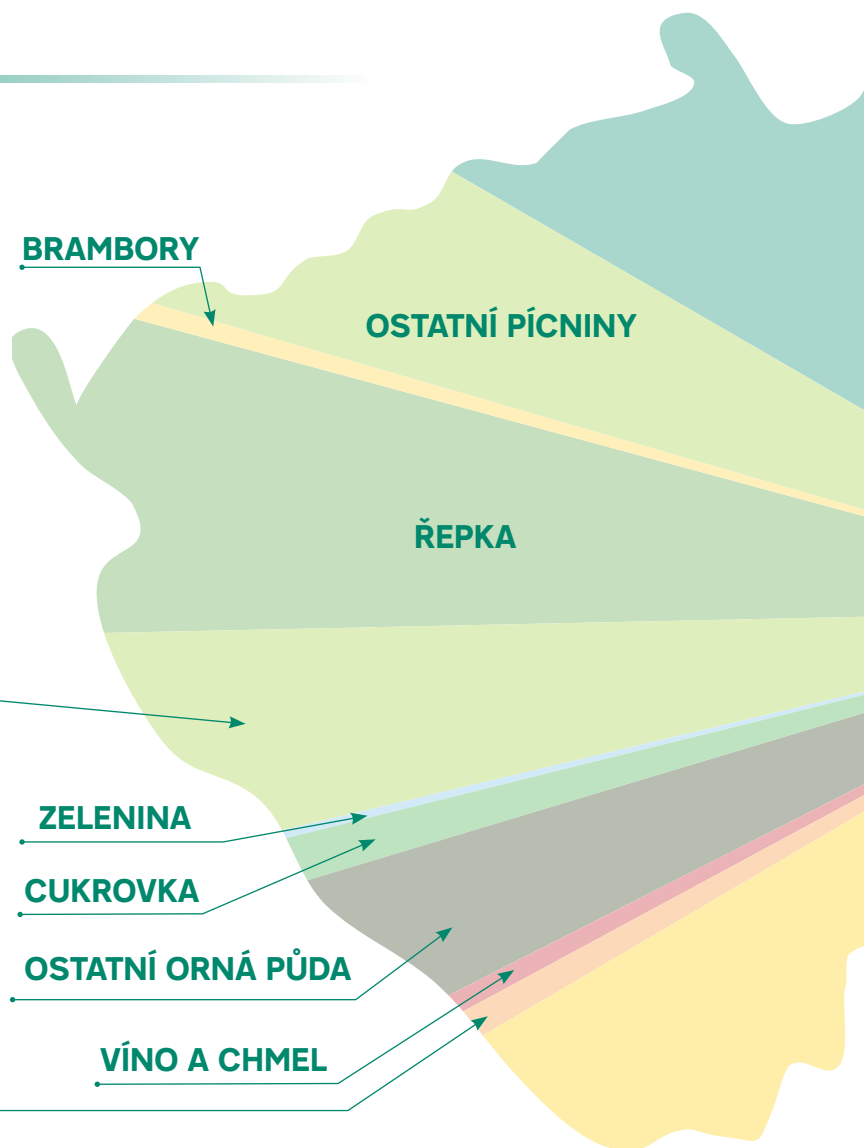 BRAMBORY
OSTATNÍ PÍCNINY
ŘEPKA
ZELENINA
CUKROVKA
OSTATNÍ ORNÁ PŮDA
VÍNO A CHMEL